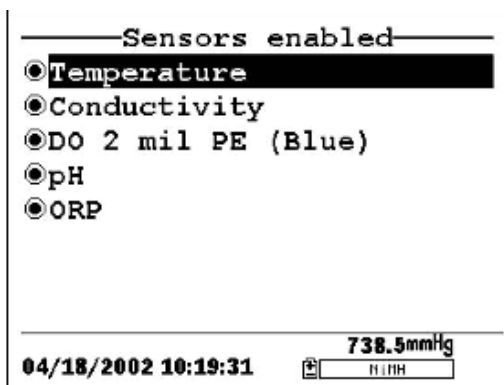 Sensors enabled
Temperature
Conductivity
DO 2 mil PE (Blue)
pH
ORP
738.5mmHg
04/18/2002 10:19:31
NiMH